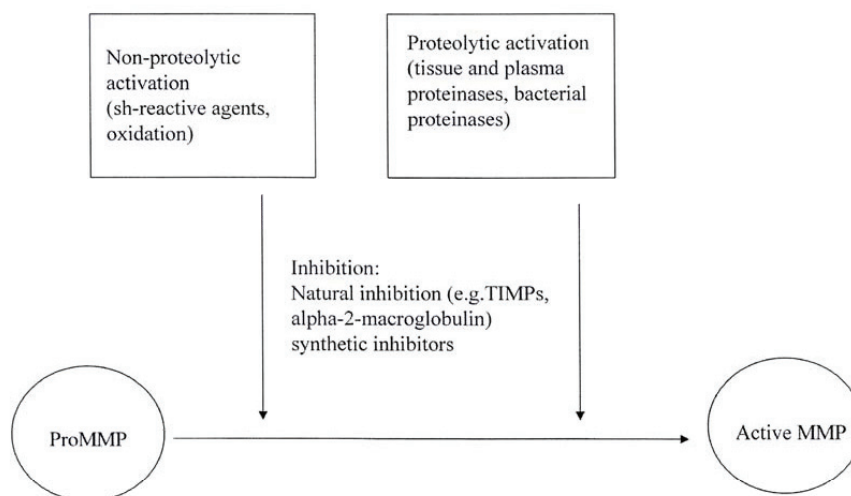 Non-proteolytic
activation
(sh-reactive agents,
oxidation)
Proteolytic activation
(tissue and plasma
proteinases, bacterial
proteinases)
Inhibition:
Natural inhibition (e.g.TIMPs,
alpha-2-macroglobulin)
synthetic inhibitors
ProMMP
Active MMP